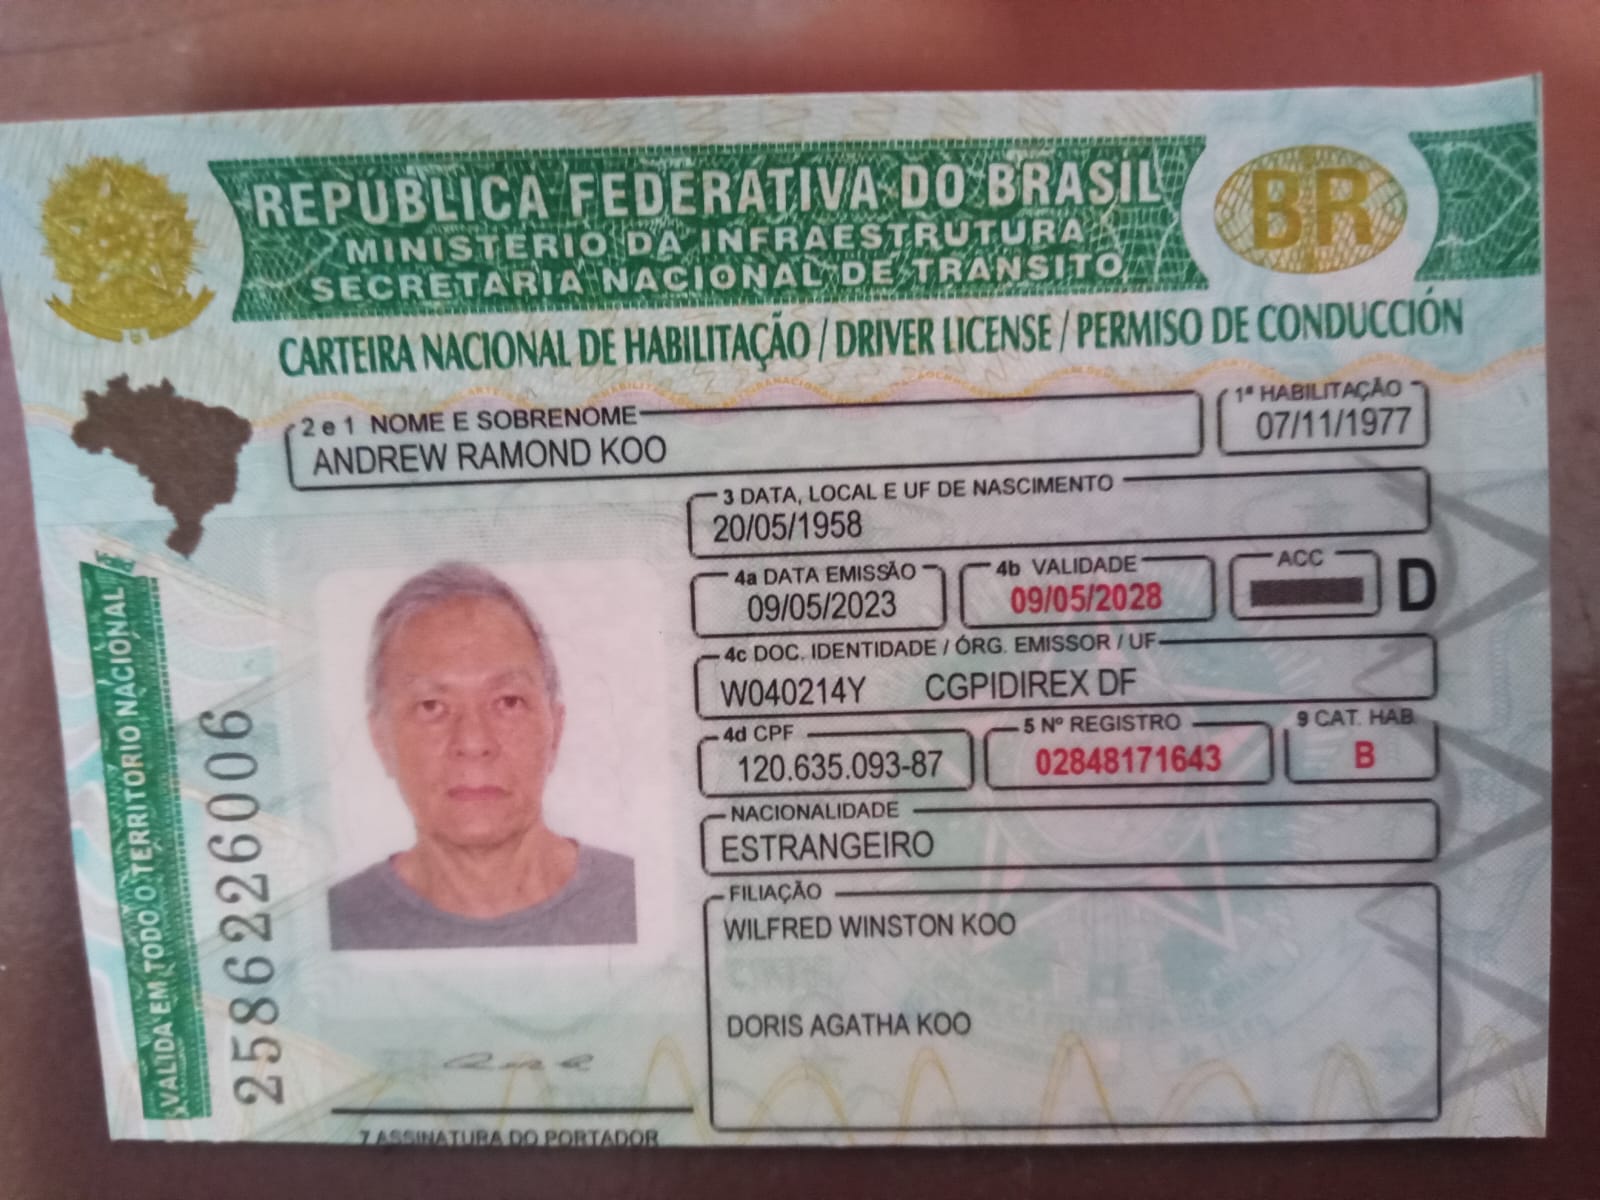 REPÚBLICA FEDERATIVA DO BRASIL
MINISTÉRIO DA INFRAESTRUTURA
SECRETARIA NACIONAL DE TRÂNSITO
BR
CARTEIRA NACIONAL DE HABILITAÇÃO / DRIVER LICENSE / PERMISO DE CONDUCCIÓN
2 e 1 NOME E SOBRENOME
ANDREW RAMOND KOO
1ª HABILITAÇÃO
07/11/1977
3 DATA, LOCAL E UF DE NASCIMENTO
20/05/1958
4a DATA EMISSÃO
09/05/2023
4b VALIDADE
09/05/2028
ACC
D
4c DOC. IDENTIDADE / ÓRG. EMISSOR / UF
W040214Y CGPIDIREX DF
4d CPF
120.635.093-87
5 Nº REGISTRO
02848171643
9 CAT. HAB.
B
NACIONALIDADE
ESTRANGEIRO
FILIAÇÃO
WILFRED WINSTON KOO
DORIS AGATHA KOO
7 ASSINATURA DO PORTADOR
VÁLIDA EM TODO O TERRITÓRIO NACIONAL
2586226006